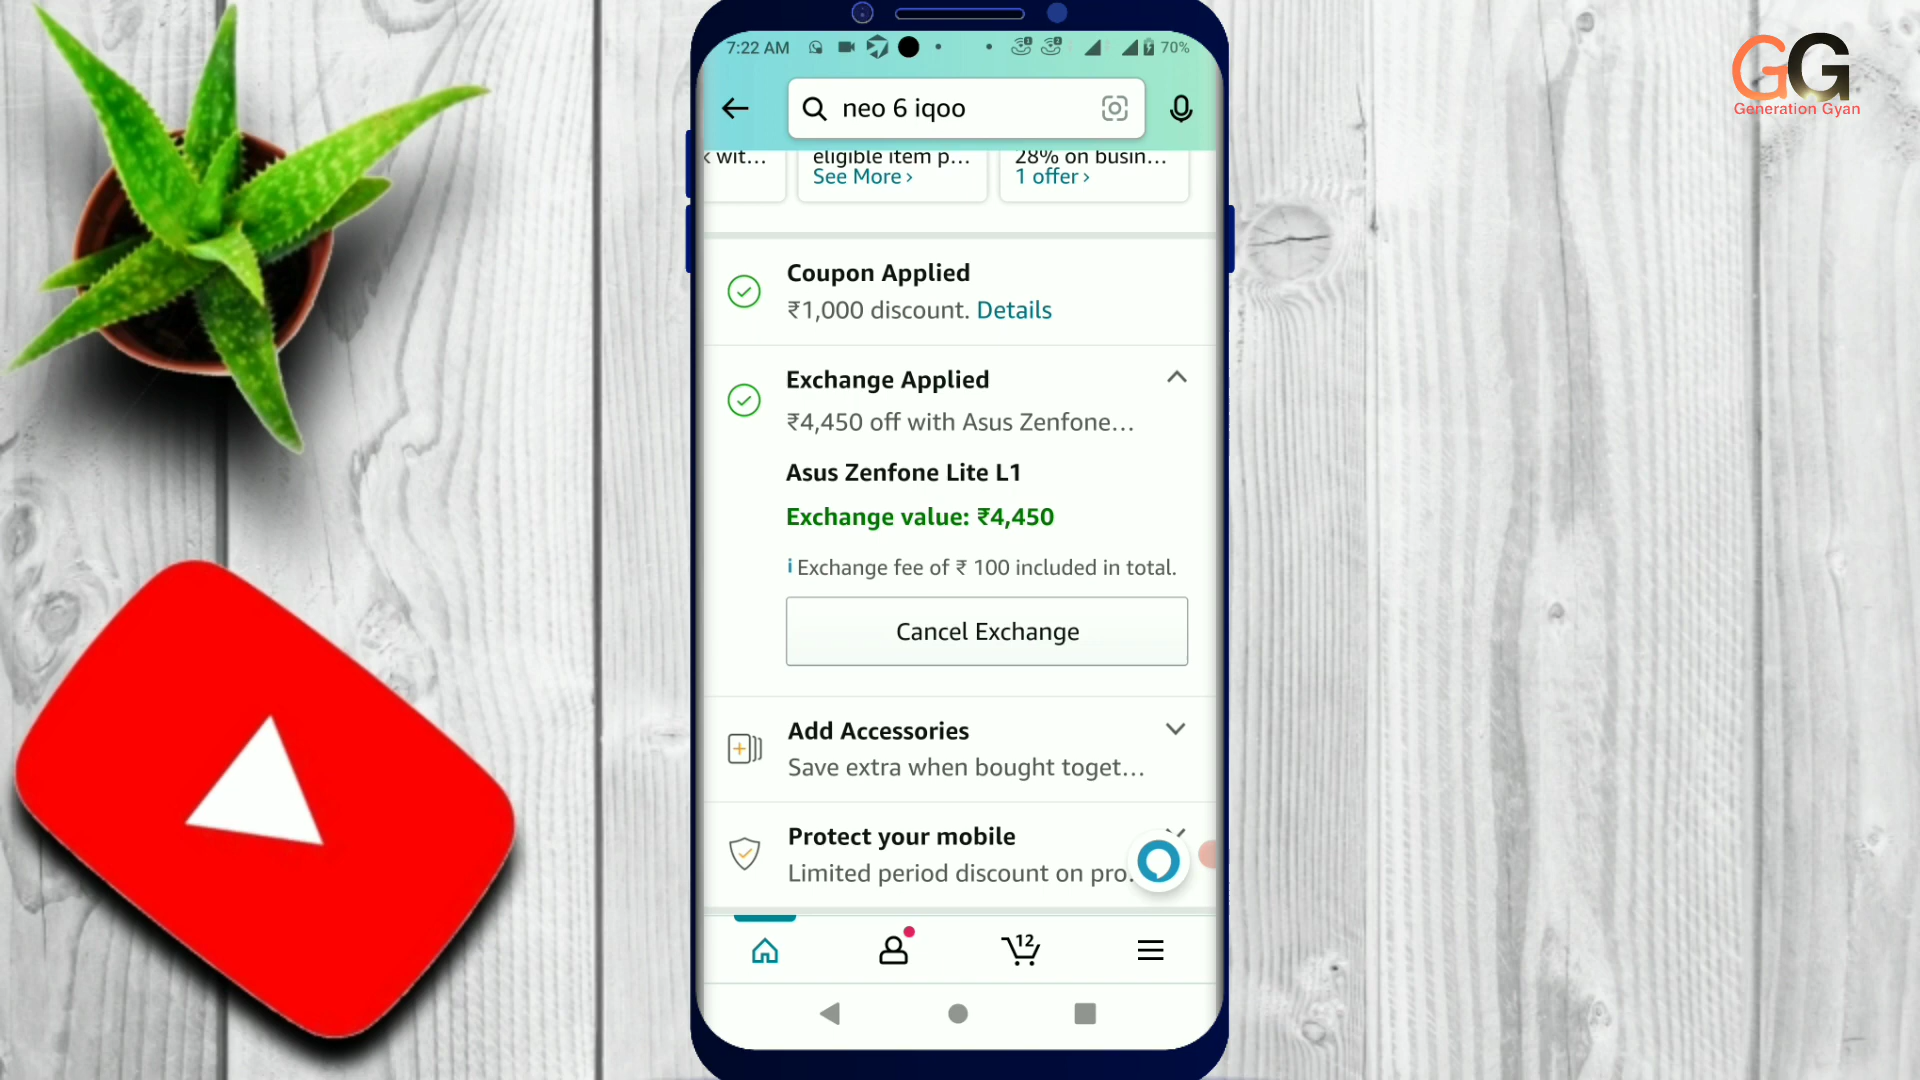 7:22 AM
70%
neo 6 iqoo
wit...
eligible item p...
See More ›
28% on busin...
1 offer ›
Coupon Applied
₹1,000 discount. Details
Exchange Applied
₹4,450 off with Asus Zenfone...
Asus Zenfone Lite L1
Exchange value: ₹4,450
i Exchange fee of ₹ 100 included in total.
Cancel Exchange
Add Accessories
Save extra when bought toget...
Protect your mobile
Limited period discount on pro.
12
GG
Generation Gyan